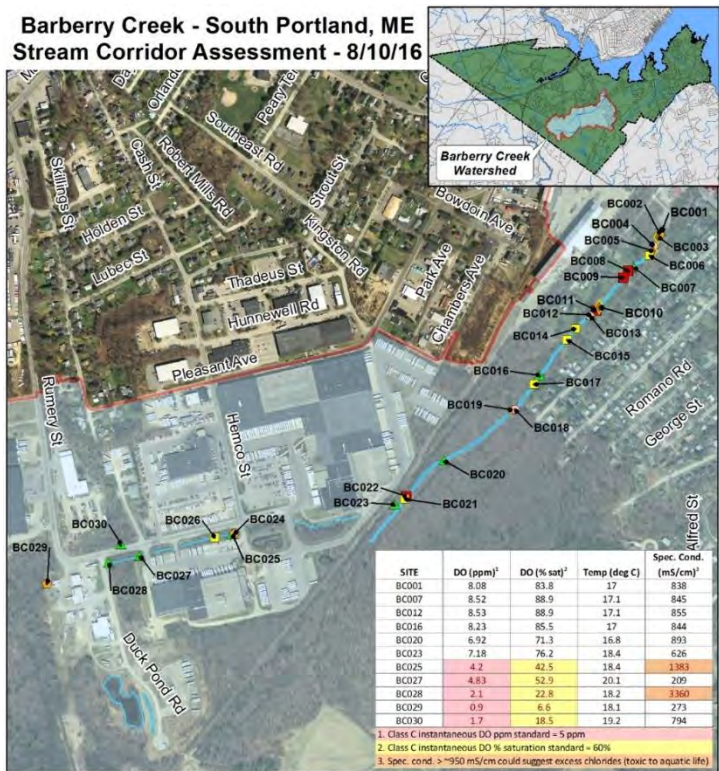 Barberry Creek - South Portland, ME
Stream Corridor Assessment - 8/10/16
Barberry Creek
Watershed
Orlando
Peary Ter
Southeast Rd
Cash St
Robert Mills Rd
Skillings St
Strout St
Holden St
Kingston Rd
Bowdoin Ave
Lubec St
Thadeus St
Park Ave
Chambers Ave
Hunnewell Rd
Pleasant Ave
Rumery St
Hemco St
Romano Rd
George St
Alfred St
Duck Pond Rd
BC002
BC001
BC004
BC005
BC003
BC006
BC008
BC009
BC007
BC011
BC012
BC010
BC013
BC014
BC015
BC016
BC017
BC019
BC018
BC020
BC022
BC021
BC023
BC026
BC024
BC025
BC030
BC029
BC027
BC028
SITE DO (ppm)¹ DO (% sat)² Temp (deg C) Spec. Cond. (mS/cm)³
BC001 8.08 83.8 17 838
BC007 8.52 88.9 17.1 845
BC012 8.53 88.9 17.1 855
BC016 8.23 85.5 17 844
BC020 6.92 71.3 16.8 893
BC023 7.18 76.2 18.4 626
BC025 4.2 42.5 18.4 1383
BC027 4.83 52.9 20.1 209
BC028 2.1 22.8 18.2 3360
BC029 0.9 6.6 18.1 273
BC030 1.7 18.5 19.2 794
1. Class C instantaneous DO ppm standard = 5 ppm
2. Class C instantaneous DO % saturation standard = 60%
3. Spec. cond. > ~950 mS/cm could suggest excess chlorides (toxic to aquatic life)